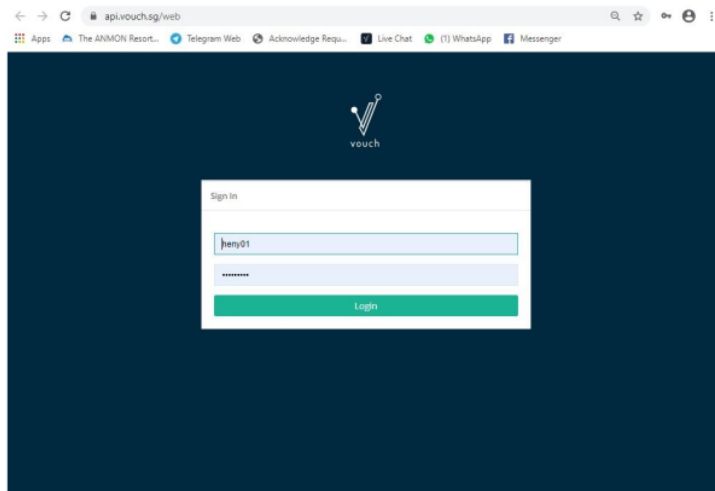 api.vouch.sg/web
Apps The ANMON Resort... Telegram Web Acknowledge Requ... Live Chat (1) WhatsApp Messenger
vouch
Sign In
heny01
•••••••••
Login